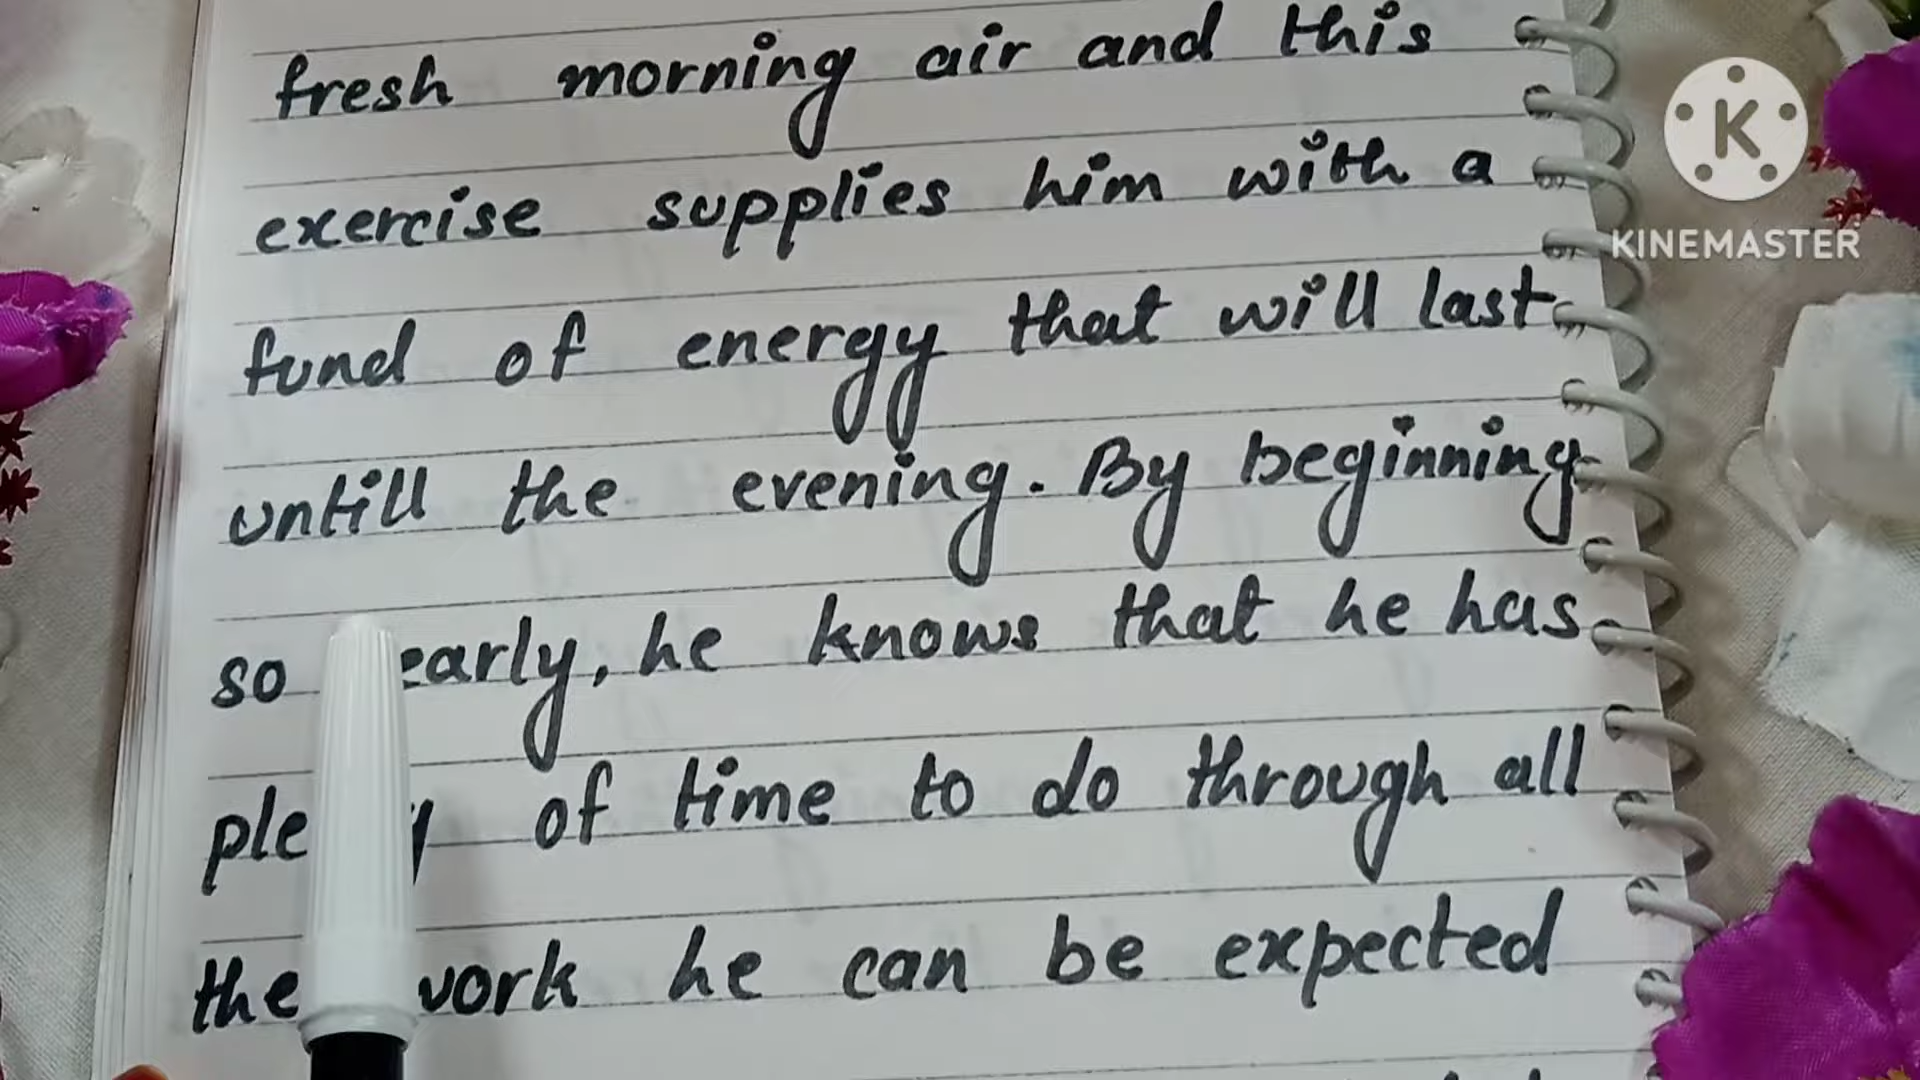 fresh morning air and this
exercise supplies him with a
fund of energy that will last
untill the evening. By beginning
so early, he knows that he has
of time to do through all
the work he can be expected
K
KINEMASTER